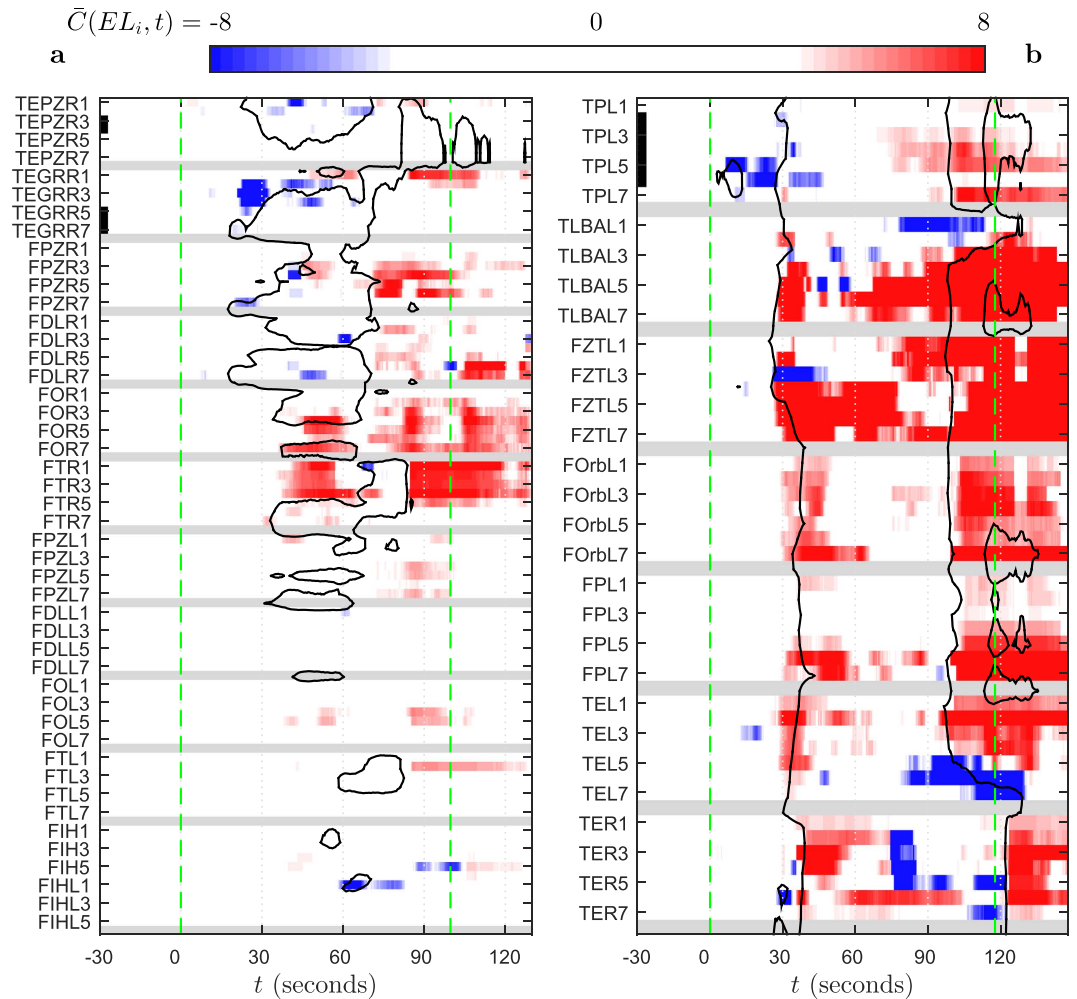 C̄(EL_i, t) = -8 0 8
a b
TEPZR1
TEPZR3
TEPZR5
TEPZR7
TEGRR1
TEGRR3
TEGRR5
TEGRR7
FPZR1
FPZR3
FPZR5
FPZR7
FDLR1
FDLR3
FDLR5
FDLR7
FOR1
FOR3
FOR5
FOR7
FTR1
FTR3
FTR5
FTR7
FPZL1
FPZL3
FPZL5
FPZL7
FDLL1
FDLL3
FDLL5
FDLL7
FOL1
FOL3
FOL5
FOL7
FTL1
FTL3
FTL5
FTL7
FIH1
FIH3
FIH5
FIHL1
FIHL3
FIHL5
-30 0 30 60 90
t (seconds)
TPL1
TPL3
TPL5
TPL7
TLBAL1
TLBAL3
TLBAL5
TLBAL7
FZTL1
FZTL3
FZTL5
FZTL7
FOrbL1
FOrbL3
FOrbL5
FOrbL7
FPL1
FPL3
FPL5
FPL7
TEL1
TEL3
TEL5
TEL7
TER1
TER3
TER5
TER7
-30 0 30 60 90 120
t (seconds)